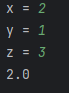 x = 2
y = 1
z = 3
2.0